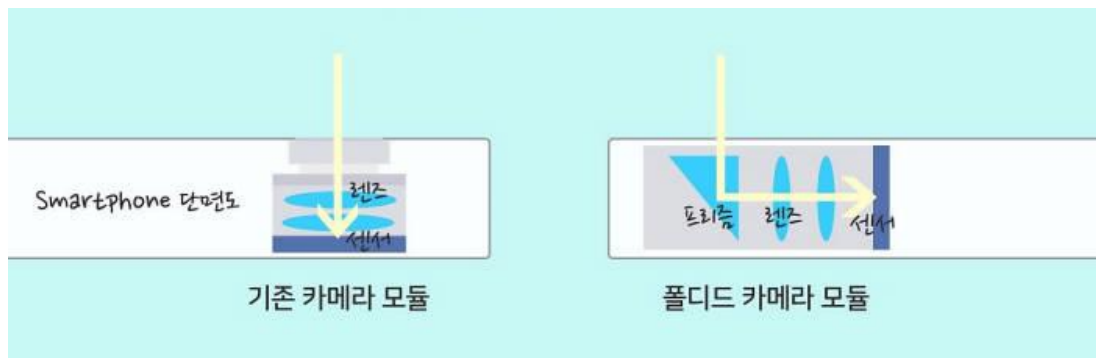 Smartphone 단면도
렌즈
센서
기존 카메라 모듈
프리즘
렌즈
센서
폴디드 카메라 모듈